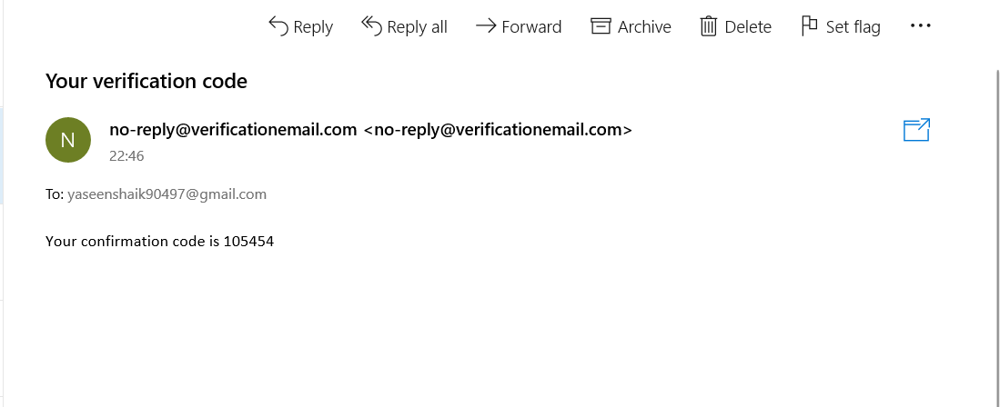 Reply Reply all Forward Archive Delete Set flag ...
Your verification code
N
no-reply@verificationemail.com <no-reply@verificationemail.com>
22:46
To: yaseenshaik90497@gmail.com
Your confirmation code is 105454